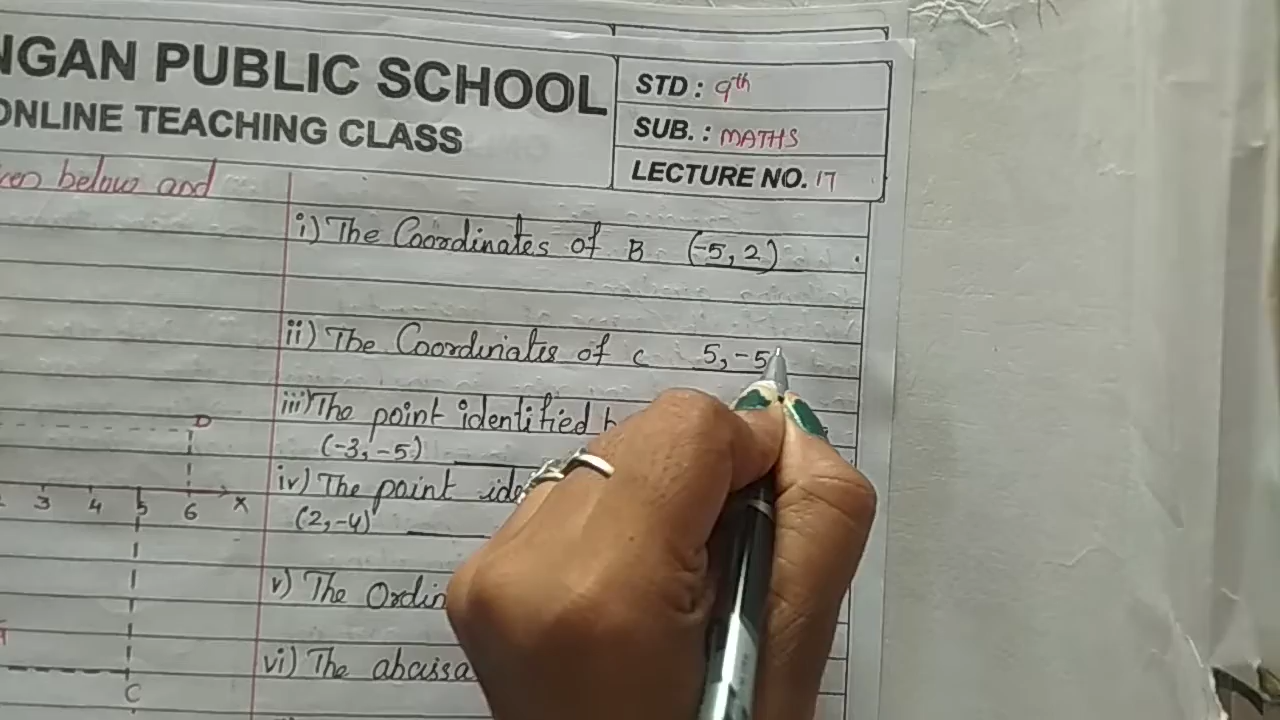 NGAN PUBLIC SCHOOL
ONLINE TEACHING CLASS
STD : 9th
SUB. : MATHS
LECTURE NO. 17
below and
i) The Coordinates of B (-5, 2)
ii) The Coordinates of C 5, -5
iii) The point identified
(-3, -5)
iv) The point
(2, -4)
v) The
vi) The
D
3 4 5 6 X
C